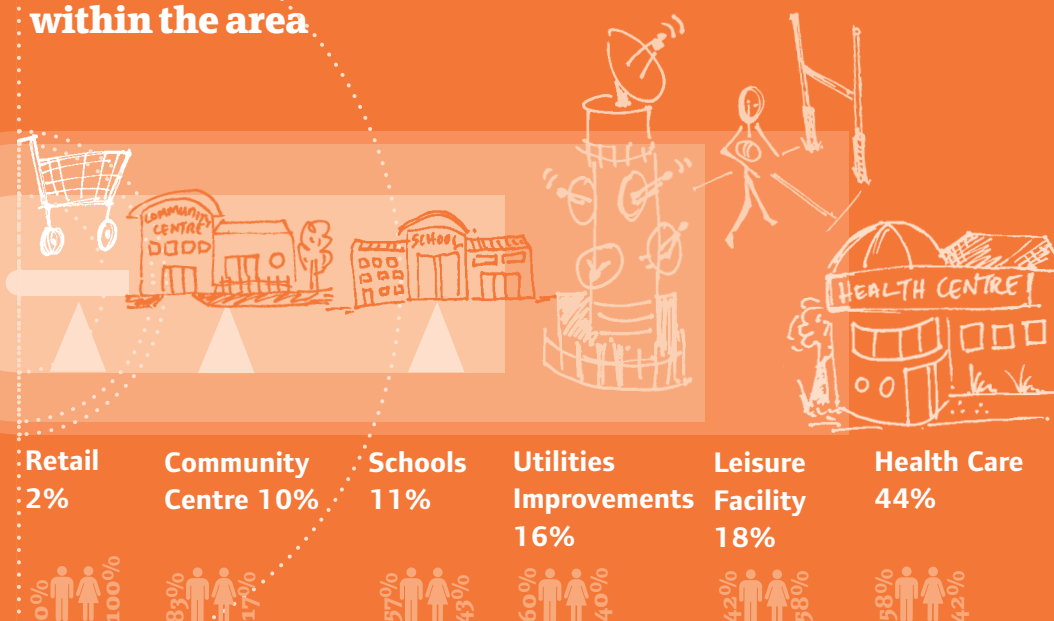 within the area
COMMUNITY
CENTRE
SCHOOL
HEALTH CENTRE
Retail
2%
Community
Centre 10%
Schools
11%
Utilities
Improvements
16%
Leisure
Facility
18%
Health Care
44%
0% 100%
83% 17%
57% 43%
60% 40%
42% 58%
58% 42%